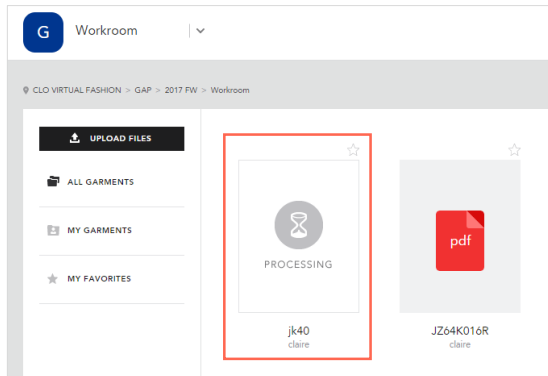 G Workroom
CLO VIRTUAL FASHION > GAP > 2017 FW > Workroom
UPLOAD FILES
ALL GARMENTS
MY GARMENTS
MY FAVORITES
PROCESSING
jk40
claire
pdf
JZ64K016R
claire